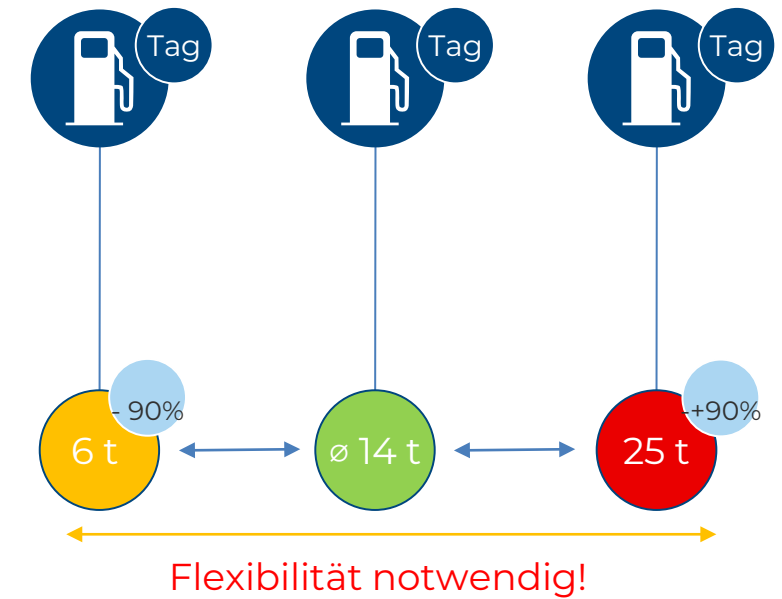 Tag
Tag
Tag
- 90%
-+90%
6 t
⌀ 14 t
25 t
Flexibilität notwendig!